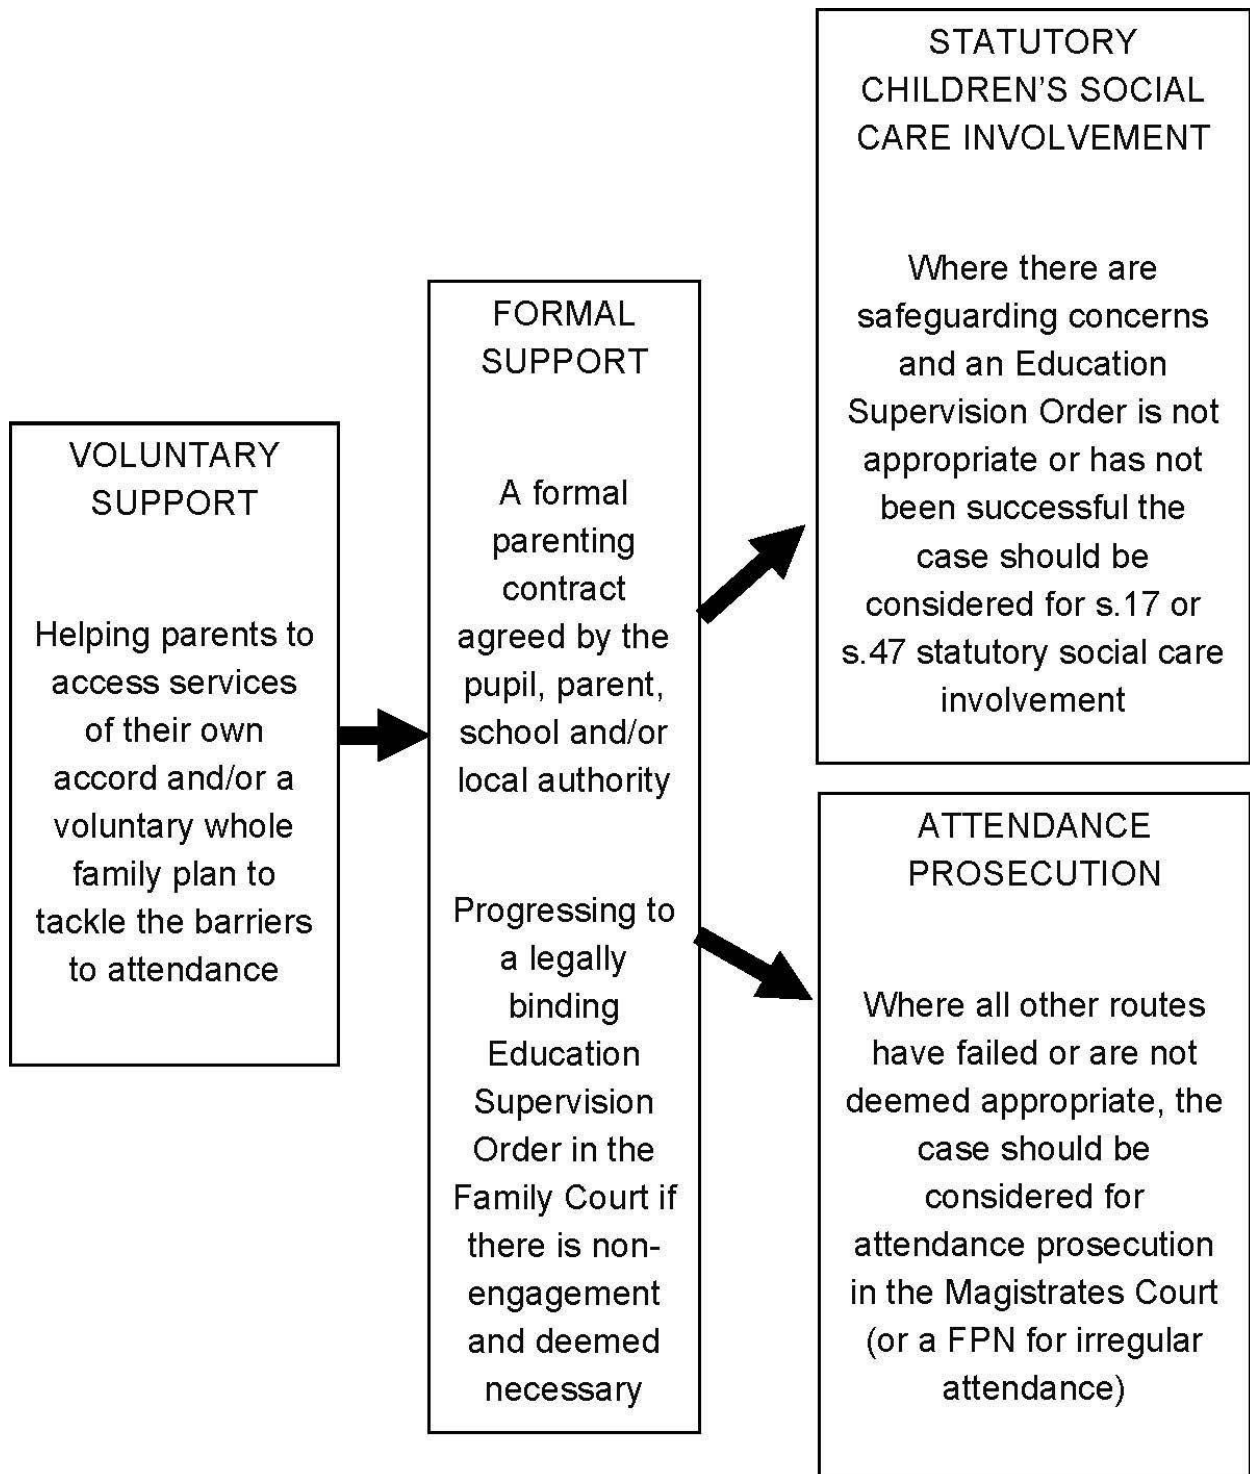 VOLUNTARY
SUPPORT
Helping parents to
access services
of their own
accord and/or a
voluntary whole
family plan to
tackle the barriers
to attendance
FORMAL
SUPPORT
A formal
parenting
contract
agreed by the
pupil, parent,
school and/or
local authority
Progressing to
a legally
binding
Education
Supervision
Order in the
Family Court if
there is non-
engagement
and deemed
necessary
STATUTORY
CHILDREN’S SOCIAL
CARE INVOLVEMENT
Where there are
safeguarding concerns
and an Education
Supervision Order is not
appropriate or has not
been successful the
case should be
considered for s.17 or
s.47 statutory social care
involvement
ATTENDANCE
PROSECUTION
Where all other routes
have failed or are not
deemed appropriate, the
case should be
considered for
attendance prosecution
in the Magistrates Court
(or a FPN for irregular
attendance)